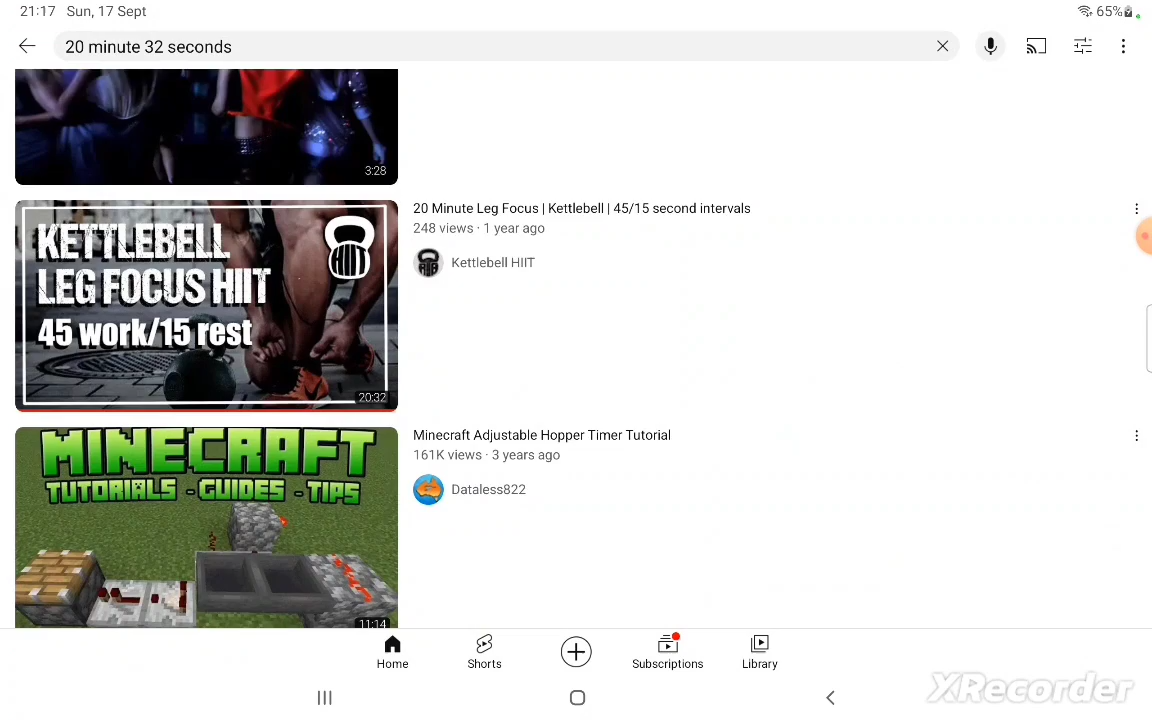 21:17 Sun, 17 Sept 65%
20 minute 32 seconds
3:28
KETTLEBELL
LEG FOCUS HIIT
45 work/15 rest
HIIT
20:32
20 Minute Leg Focus | Kettlebell | 45/15 second intervals
248 views · 1 year ago
Kettlebell HIIT
MINECRAFT
TUTORIALS - GUIDES - TIPS
11:14
Minecraft Adjustable Hopper Timer Tutorial
161K views · 3 years ago
Dataless822
Home
Shorts
Subscriptions
Library
XRecorder